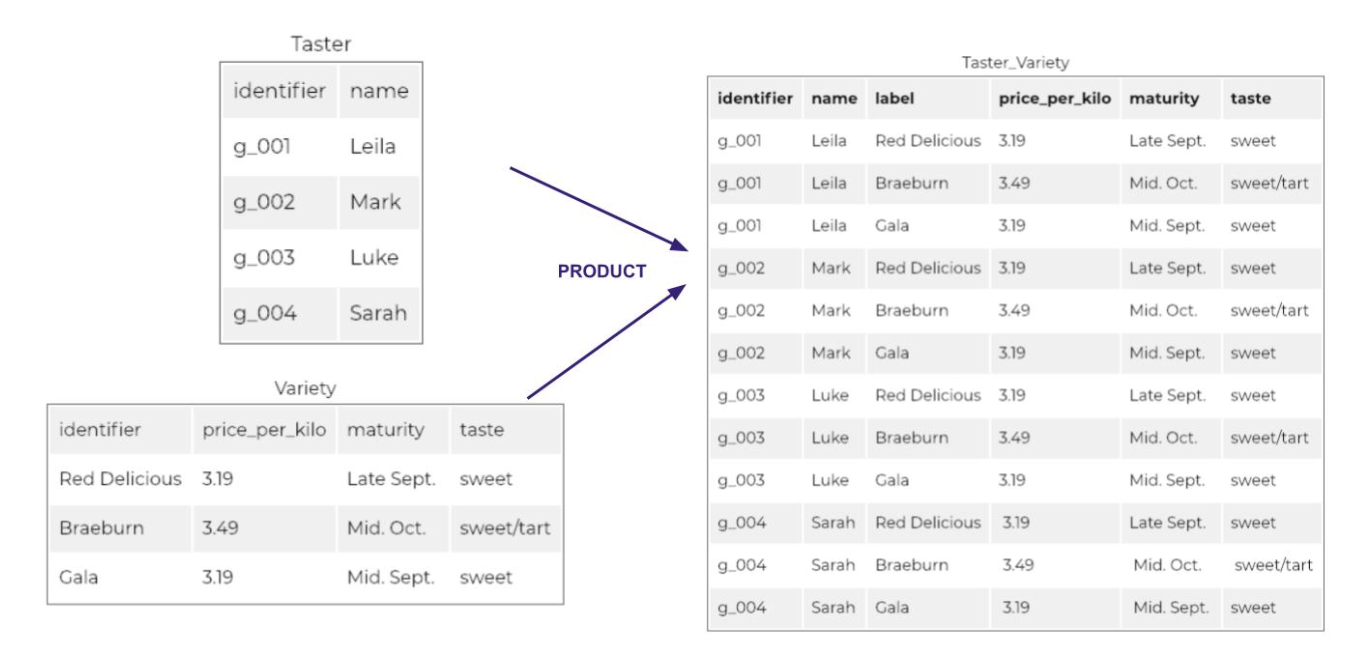 Taster
identifier name
g_001 Leila
g_002 Mark
g_003 Luke
g_004 Sarah
Variety
identifier price_per_kilo maturity taste
Red Delicious 3.19 Late Sept. sweet
Braeburn 3.49 Mid. Oct. sweet/tart
Gala 3.19 Mid. Sept. sweet
PRODUCT
Taster_Variety
identifier name label price_per_kilo maturity taste
g_001 Leila Red Delicious 3.19 Late Sept. sweet
g_001 Leila Braeburn 3.49 Mid. Oct. sweet/tart
g_001 Leila Gala 3.19 Mid. Sept. sweet
g_002 Mark Red Delicious 3.19 Late Sept. sweet
g_002 Mark Braeburn 3.49 Mid. Oct. sweet/tart
g_002 Mark Gala 3.19 Mid. Sept. sweet
g_003 Luke Red Delicious 3.19 Late Sept. sweet
g_003 Luke Braeburn 3.49 Mid. Oct. sweet/tart
g_003 Luke Gala 3.19 Mid. Sept. sweet
g_004 Sarah Red Delicious 3.19 Late Sept. sweet
g_004 Sarah Braeburn 3.49 Mid. Oct. sweet/tart
g_004 Sarah Gala 3.19 Mid. Sept. sweet